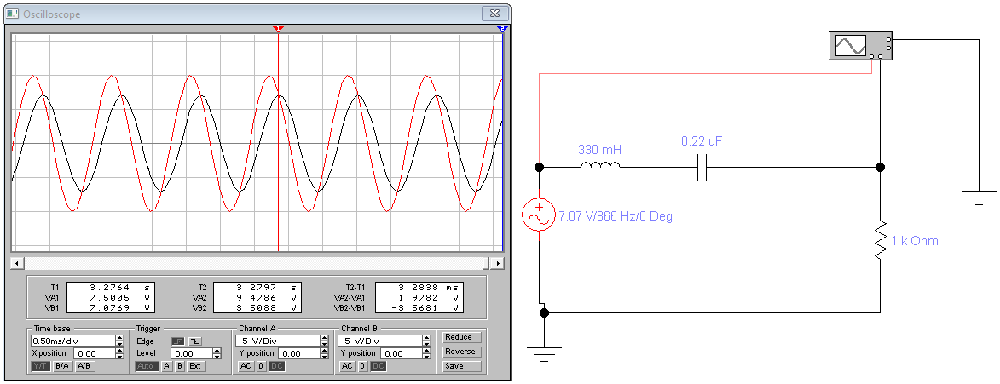 Oscilloscope
1
2
T1 3.2764 s T2 3.2797 s T2-T1 3.2838 ms
VA1 7.5005 V VA2 9.4786 V VA2-VA1 1.9782 V
VB1 7.0769 V VB2 3.5088 V VB2-VB1 -3.5681 V
Time base Trigger Channel A Channel B
0.50ms/div Edge 5 V/Div 5 V/Div Reduce
X position 0.00 Level 0.00 Y position 0.00 Y position 0.00 Reverse
Y/T B/A A/B Auto A B Ext AC 0 DC AC 0 DC Save
330 mH
0.22 uF
7.07 V/866 Hz/0 Deg
1 k Ohm